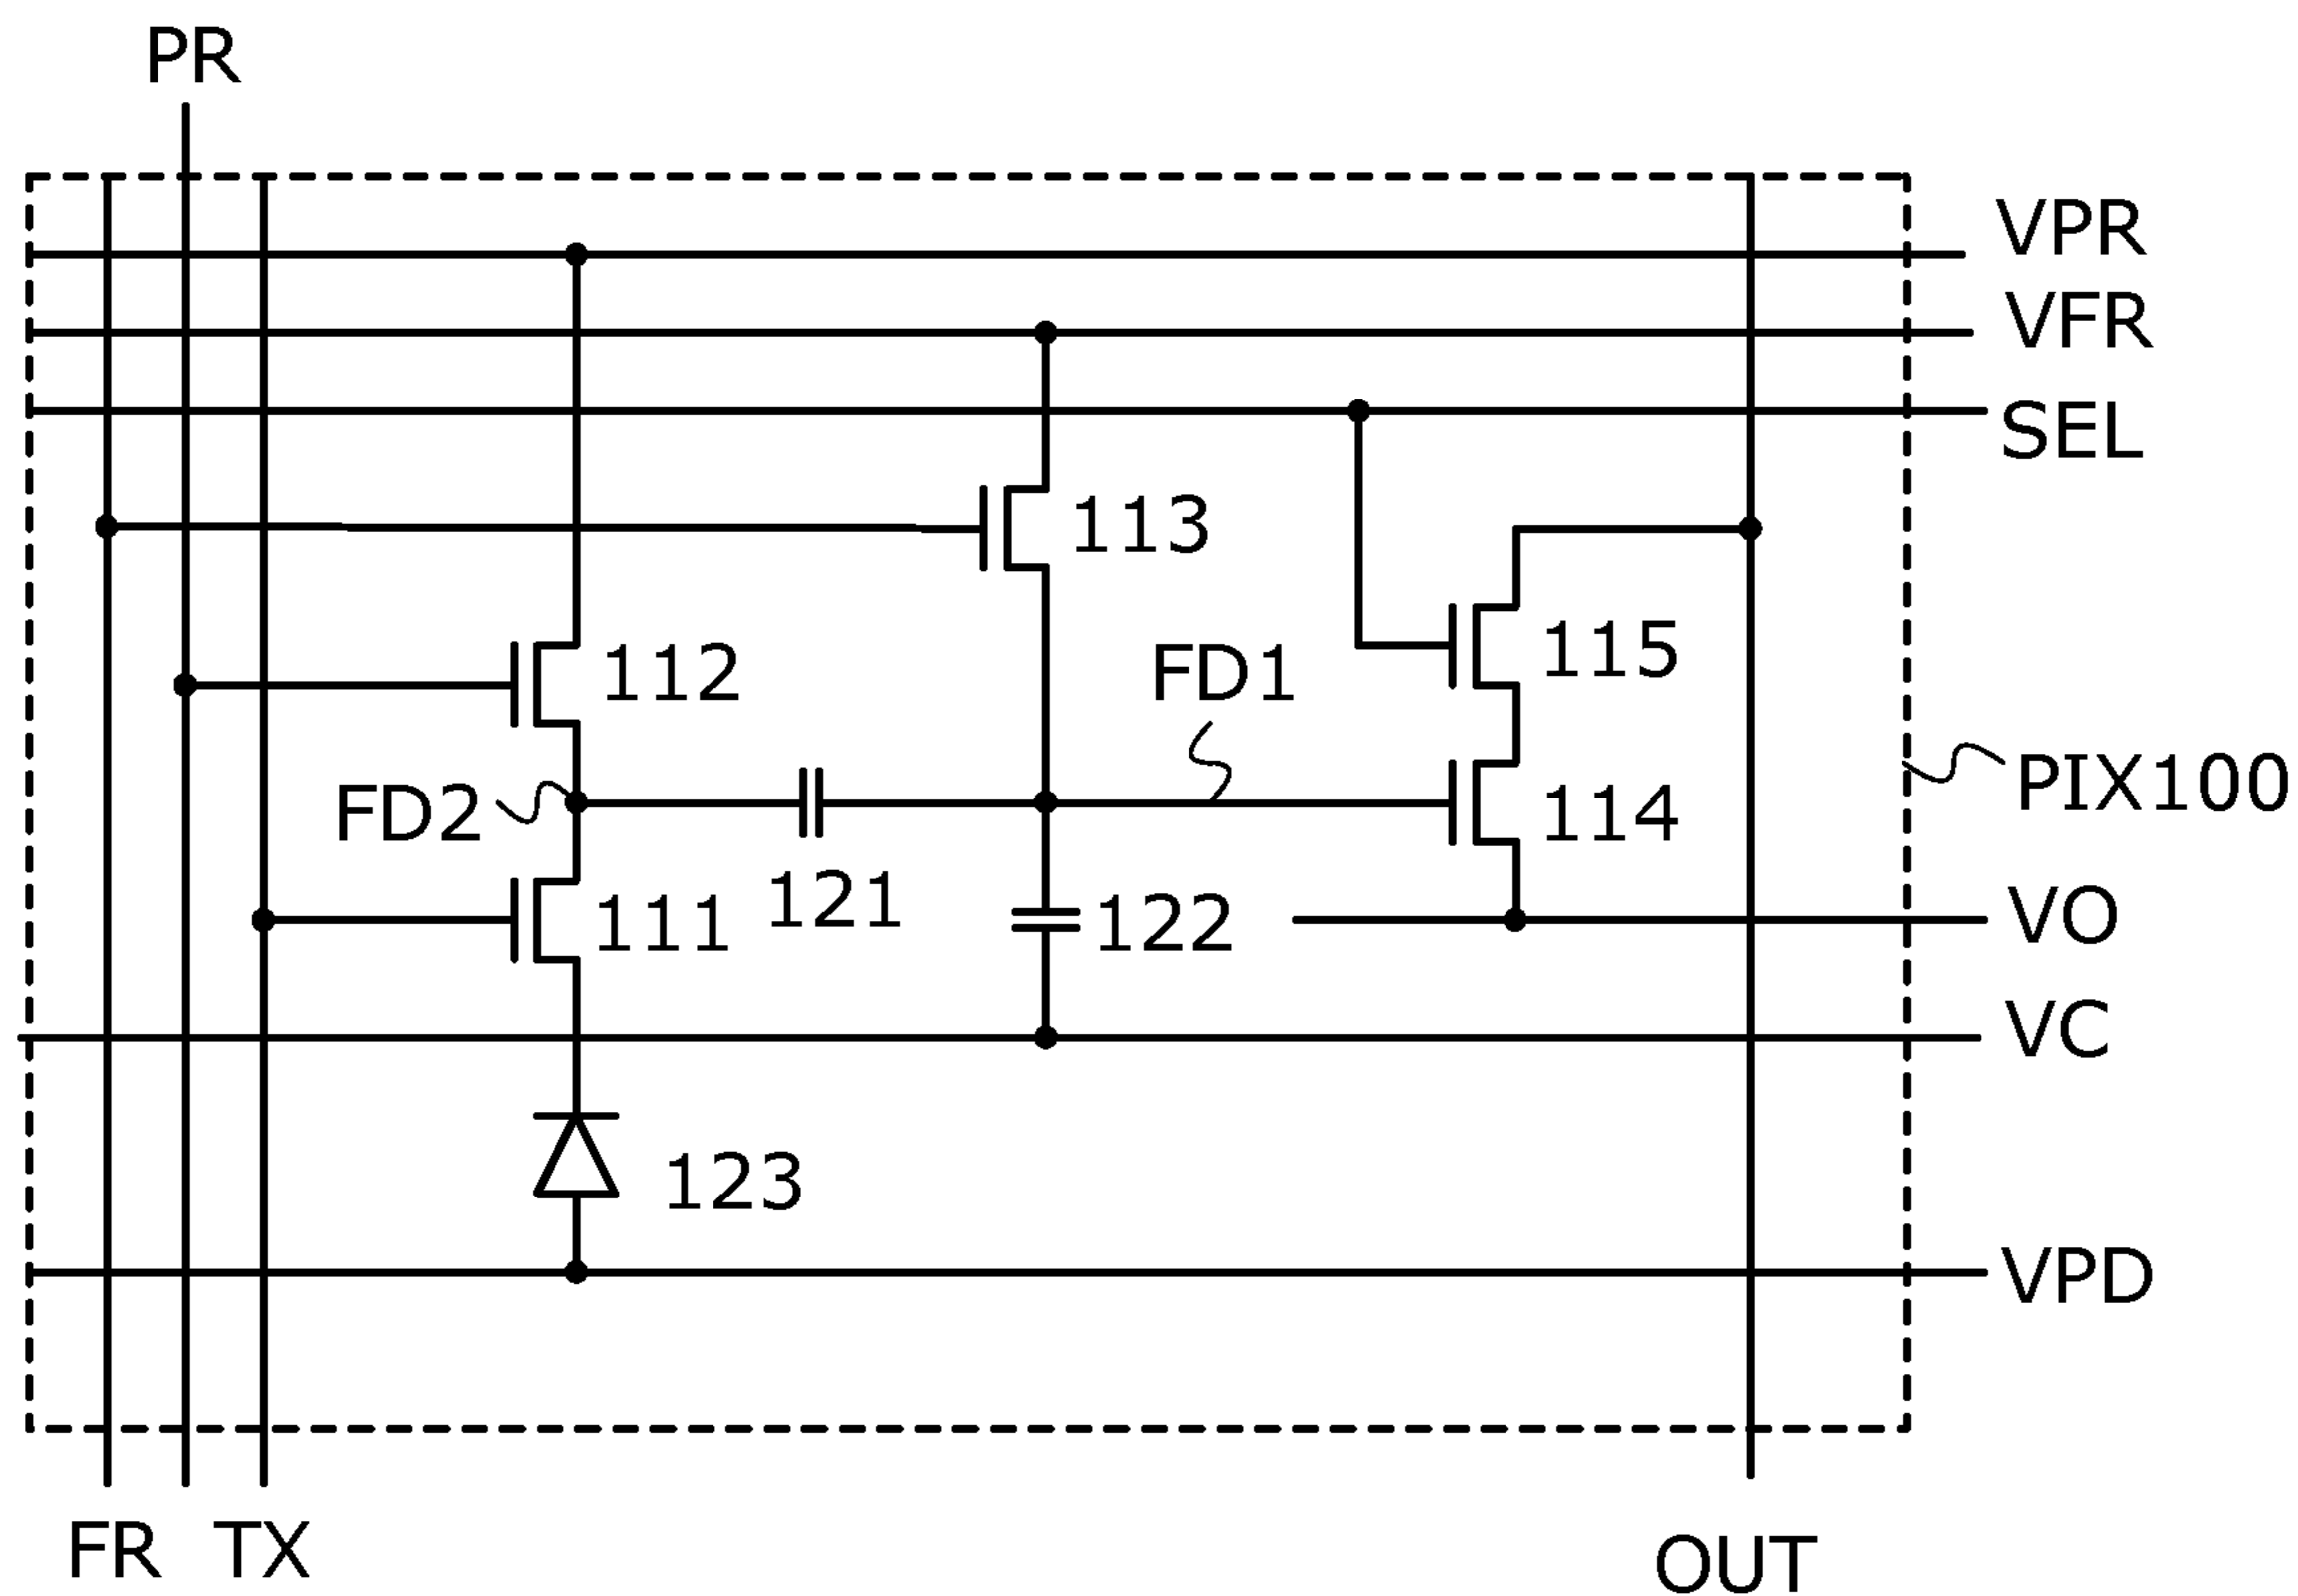 PR
VPR
VFR
SEL
113
115
112
FD1
PIX100
FD2
114
121
111
122
VO
VC
123
VPD
FR
TX
OUT